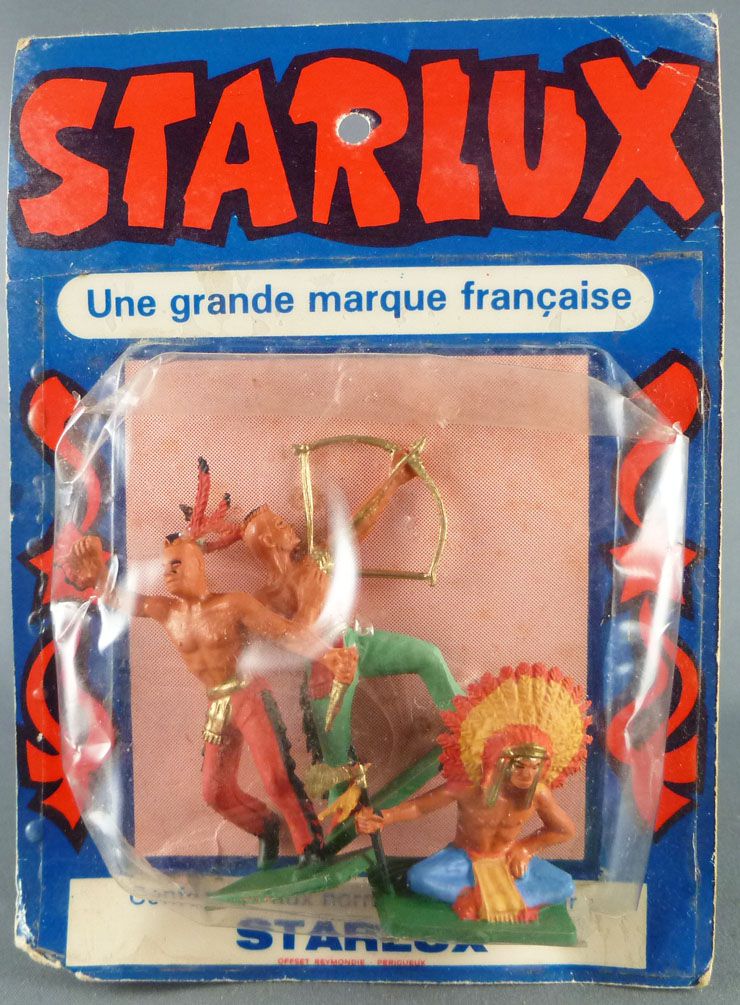 STARLUX
Une grande marque française
STARLUX
OFFSET REYMONDIE - PERIGUEUX